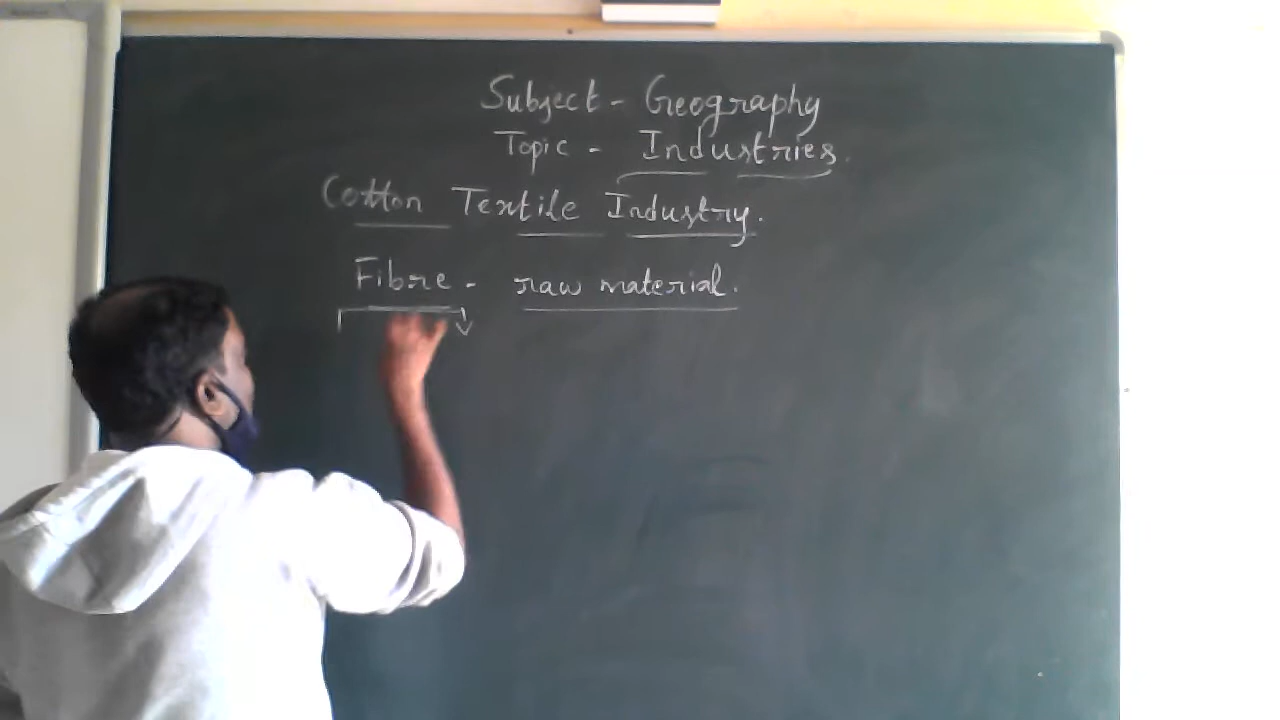 Subject - Geography
Topic - Industries.
Cotton Textile Industry.
Fibre - raw material.